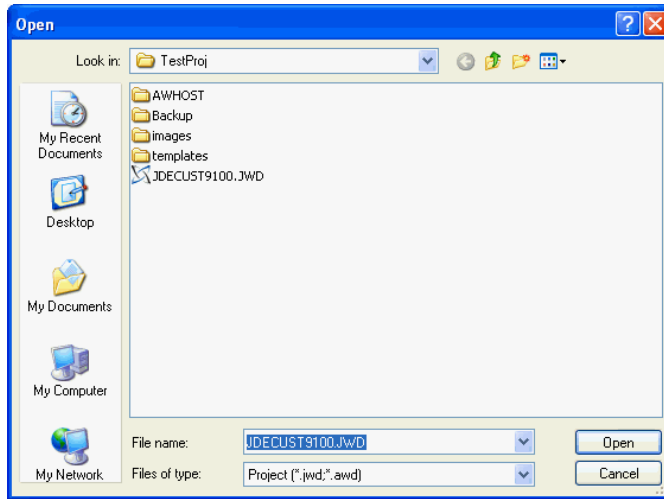 Open
Look in:
TestProj
AWHOST
Backup
images
templates
JDECUST9100.JWD
My Recent
Documents
Desktop
My Documents
My Computer
My Network
File name:
JDECUST9100.JWD
Open
Files of type:
Project (*.jwd;*.awd)
Cancel